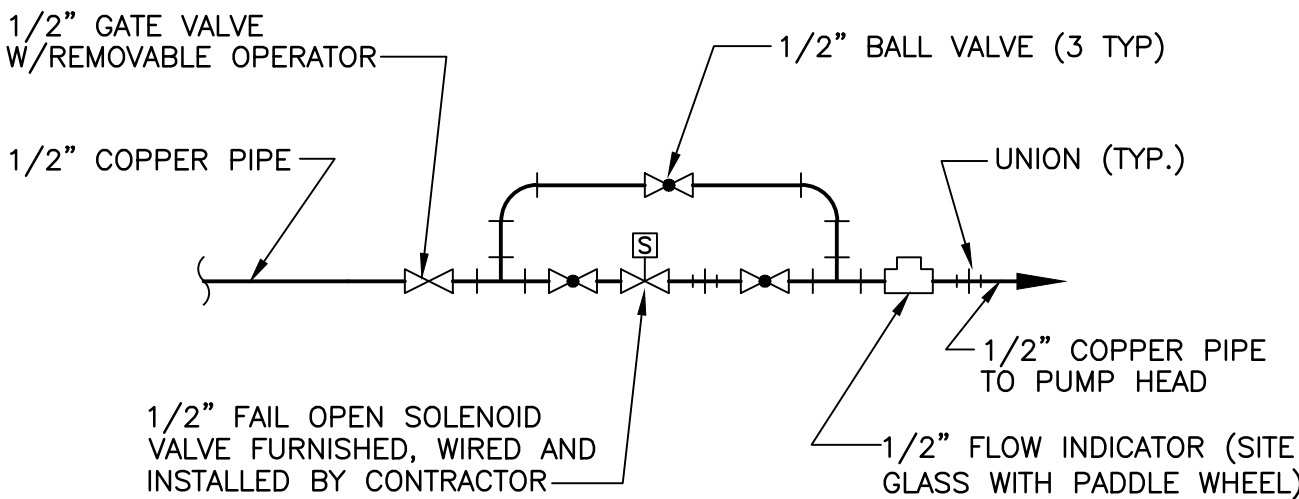 1/2” GATE VALVE
W/REMOVABLE OPERATOR
1/2” BALL VALVE (3 TYP)
1/2” COPPER PIPE
UNION (TYP.)
S
1/2” COPPER PIPE
TO PUMP HEAD
1/2” FAIL OPEN SOLENOID
VALVE FURNISHED, WIRED AND
INSTALLED BY CONTRACTOR
1/2” FLOW INDICATOR (SITE
GLASS WITH PADDLE WHEEL)